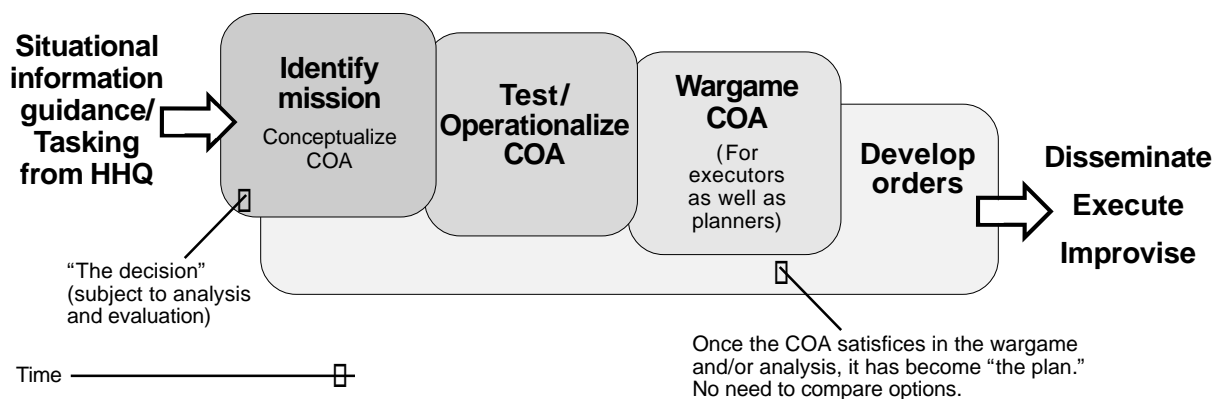 Situational
information
guidance/
Tasking
from HHQ
Identify
mission
Conceptualize
COA
Test/
Operationalize
COA
Wargame
COA
(For
executors
as well as
planners)
Develop
orders
Disseminate
Execute
Improvise
“The decision”
(subject to analysis
and evaluation)
Once the COA satisfices in the wargame
and/or analysis, it has become “the plan.”
No need to compare options.
Time